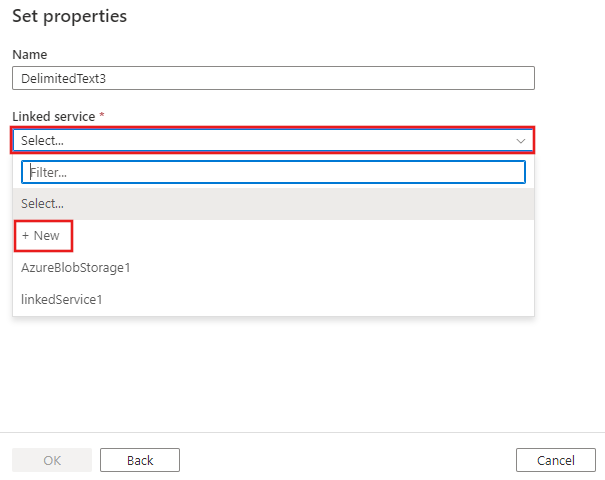 Set properties
Name
DelimitedText3
Linked service *
Select...
Filter...
Select...
+ New
AzureBlobStorage1
linkedService1
OK Back Cancel